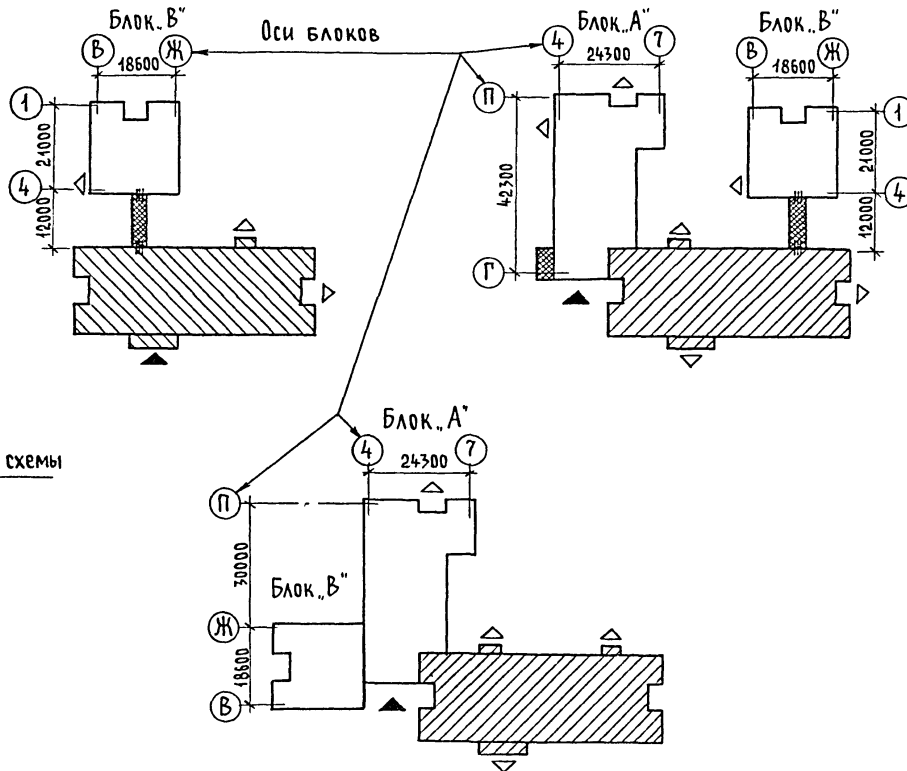 Блок „В"
Оси блоков
Блок „А"
Блок „В"
В Ж
18600
4 7
24300
В Ж
18600
П
1
21000
4
12000
42300
Г
1
21000
4
12000
Блок „А"
4 7
24300
схемы
П
30000
Блок „В"
Ж
18600
В